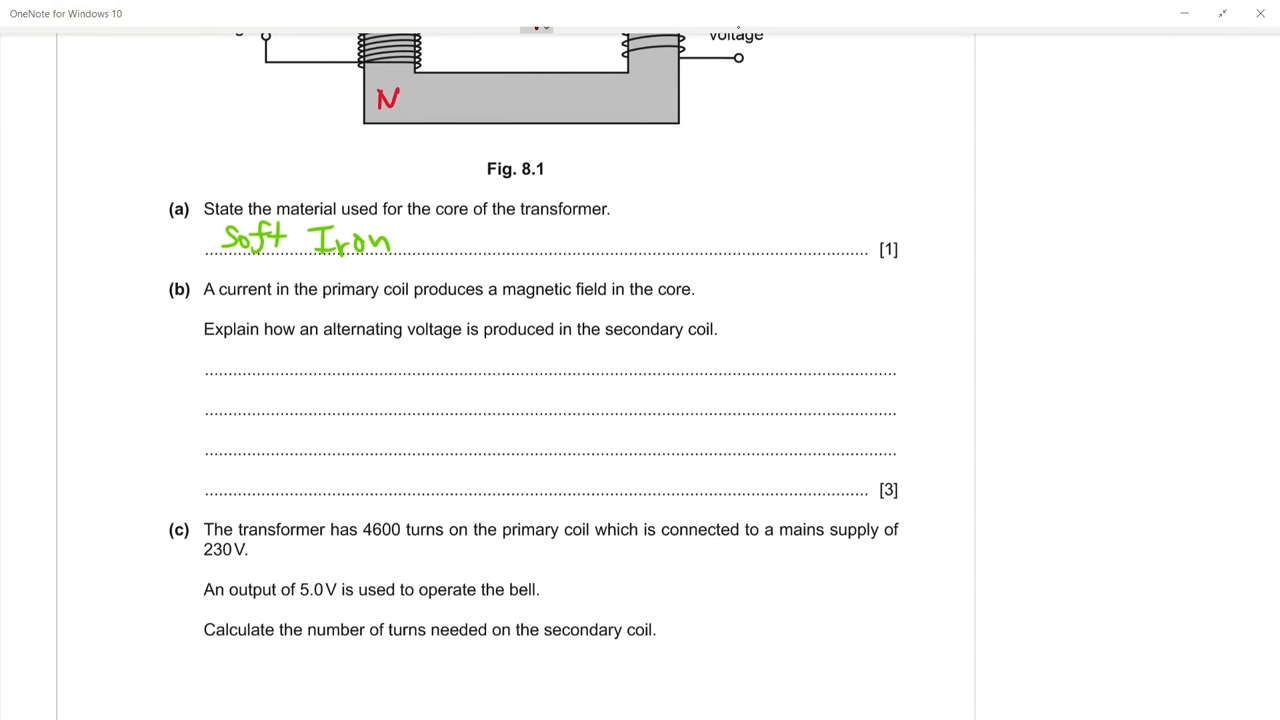 OneNote for Windows 10
voltage
N
Fig. 8.1
(a) State the material used for the core of the transformer.
Soft Iron
[1]
(b) A current in the primary coil produces a magnetic field in the core.
Explain how an alternating voltage is produced in the secondary coil.
[3]
(c) The transformer has 4600 turns on the primary coil which is connected to a mains supply of
230 V.
An output of 5.0 V is used to operate the bell.
Calculate the number of turns needed on the secondary coil.